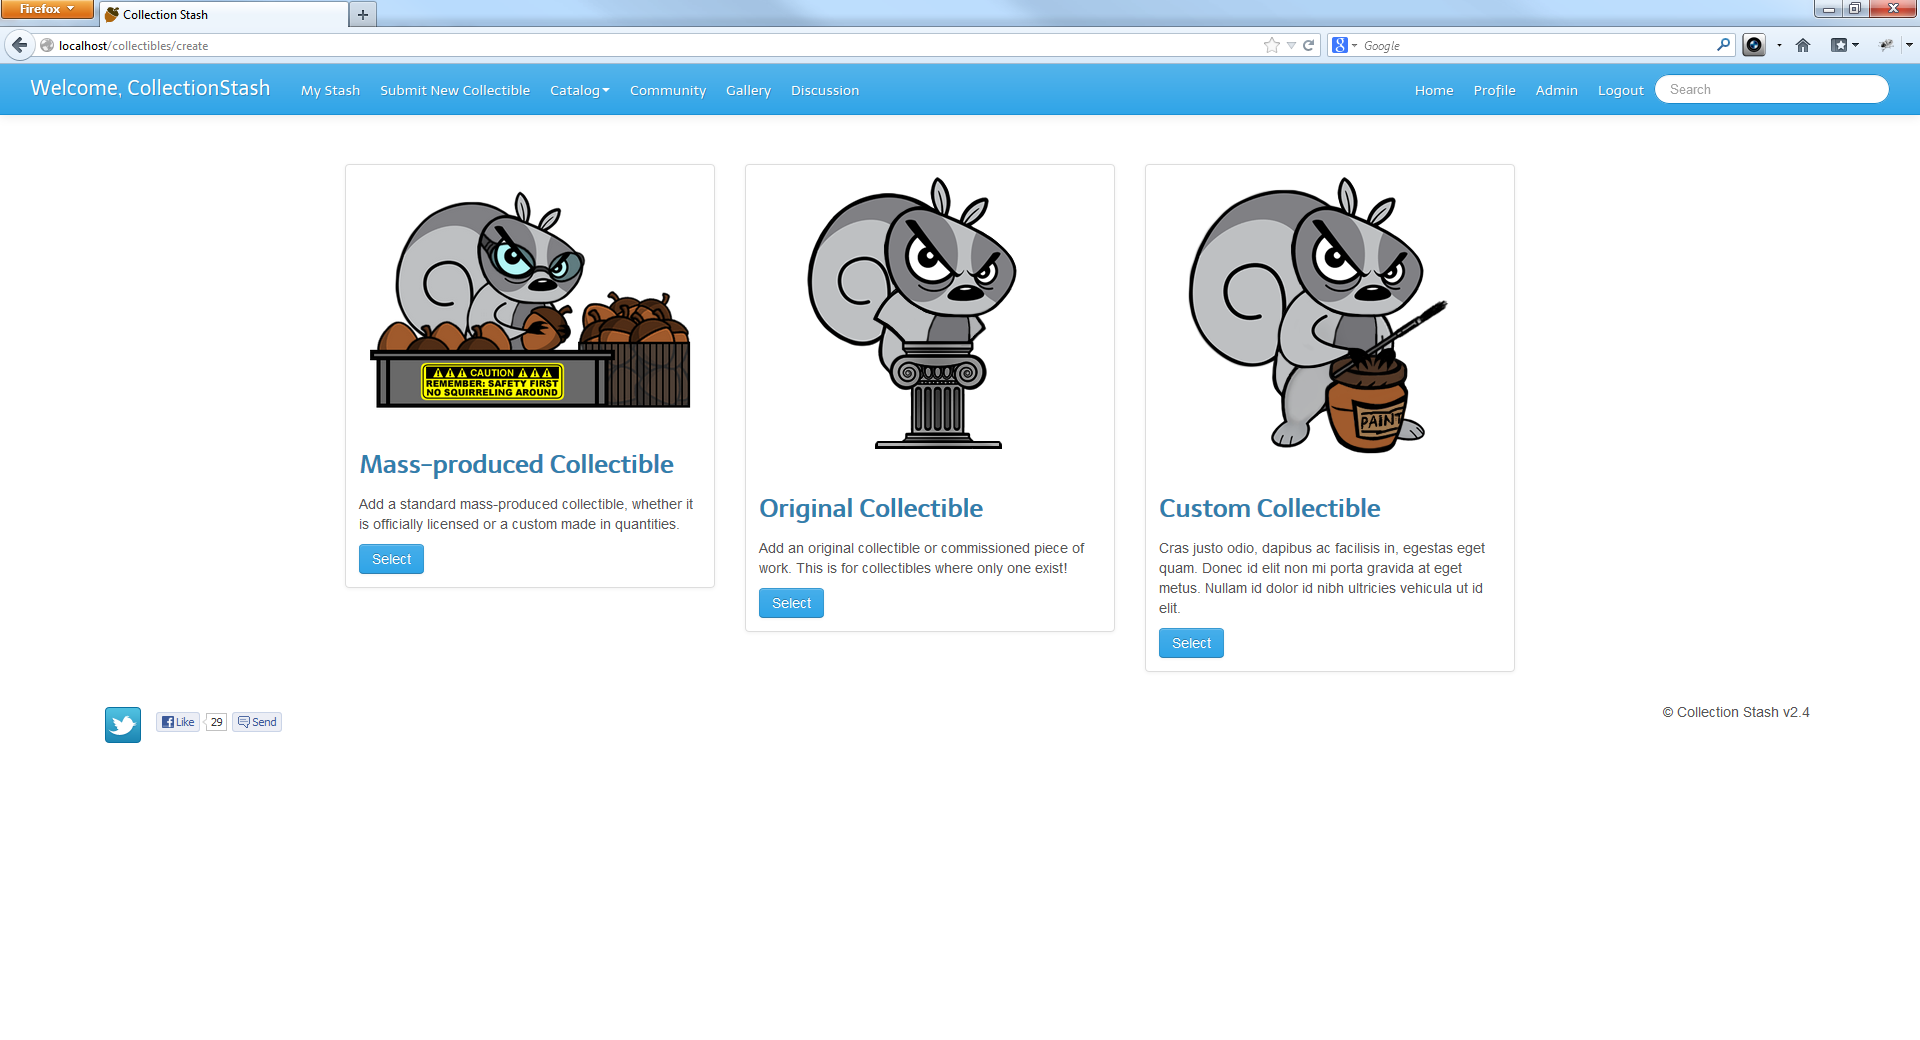 Firefox
Collection Stash
localhost/collectibles/create
Google
Welcome, CollectionStash
My Stash
Submit New Collectible
Catalog
Community
Gallery
Discussion
Home
Profile
Admin
Logout
Search
CAUTION
REMEMBER: SAFETY FIRST
NO SQUIRRELING AROUND
Mass-produced Collectible
Add a standard mass-produced collectible, whether it
is officially licensed or a custom made in quantities.
Select
Original Collectible
Add an original collectible or commissioned piece of
work. This is for collectibles where only one exist!
Select
PAINT
Custom Collectible
Cras justo odio, dapibus ac facilisis in, egestas eget
quam. Donec id elit non mi porta gravida at eget
metus. Nullam id dolor id nibh ultricies vehicula ut id
elit.
Select
Like
29
Send
© Collection Stash v2.4